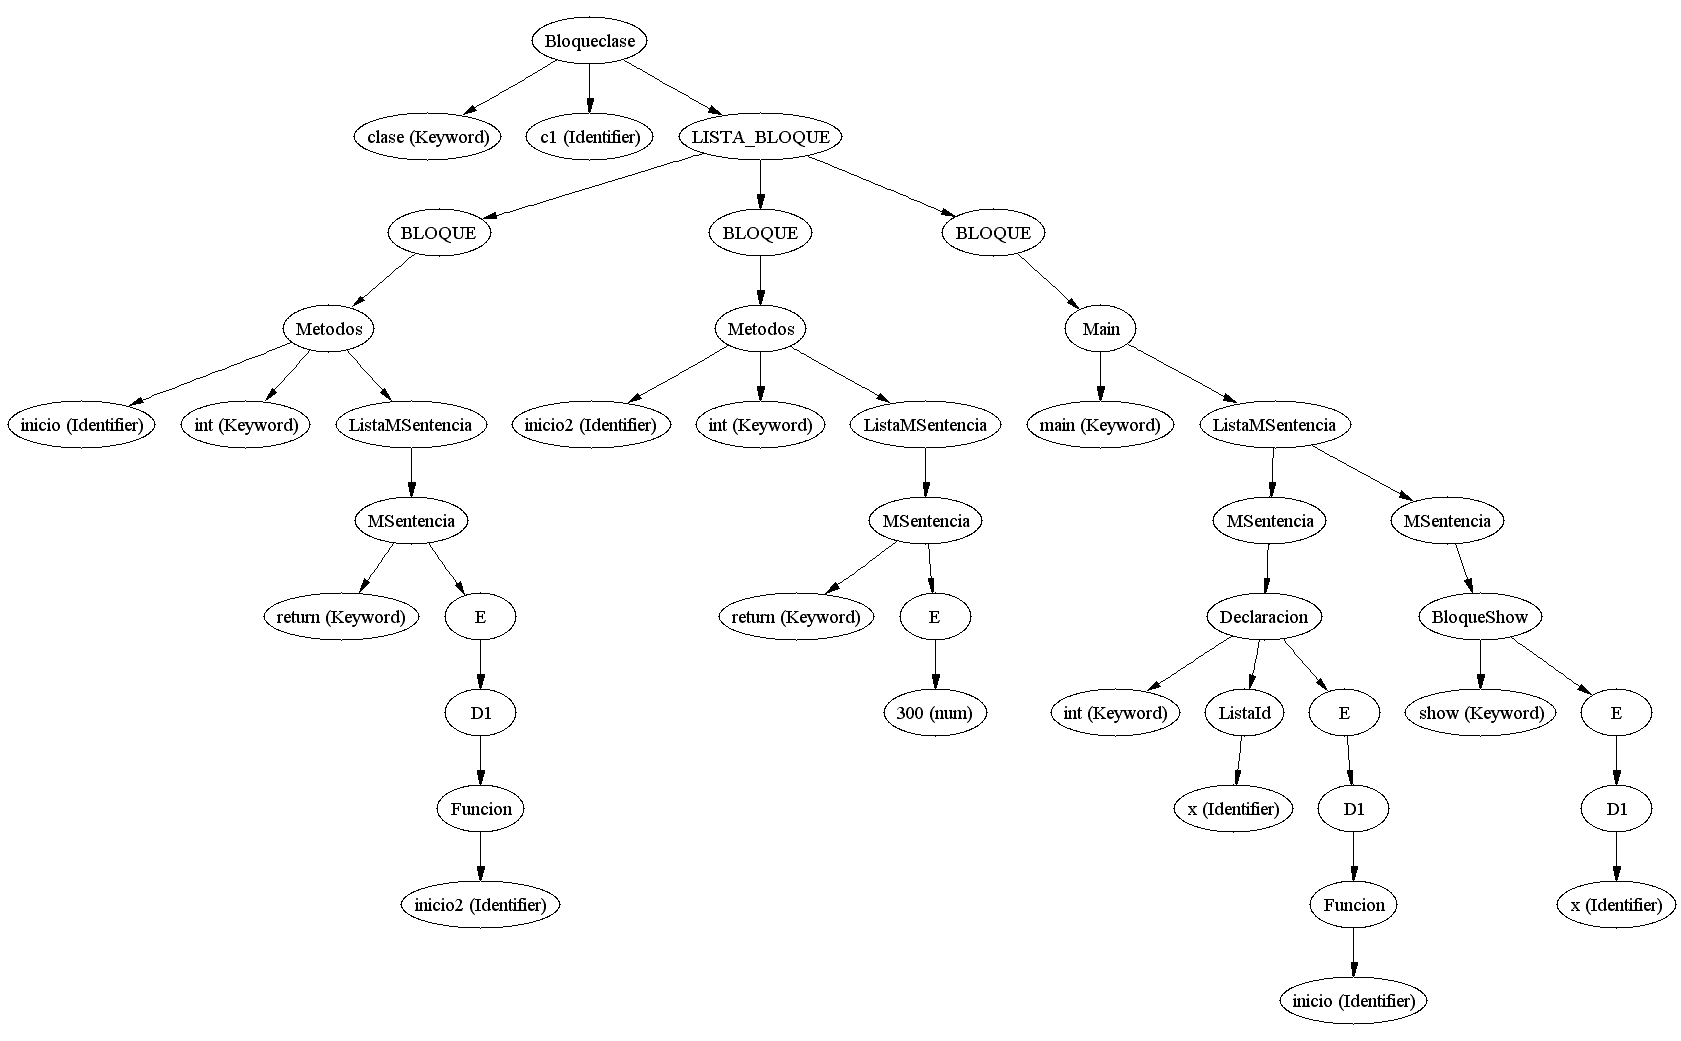 Bloqueclase
clase (Keyword)
c1 (Identifier)
LISTA_BLOQUE
BLOQUE
BLOQUE
BLOQUE
Metodos
Metodos
Main
inicio (Identifier)
int (Keyword)
ListaMSentencia
inicio2 (Identifier)
int (Keyword)
ListaMSentencia
main (Keyword)
ListaMSentencia
MSentencia
MSentencia
MSentencia
MSentencia
return (Keyword)
E
return (Keyword)
E
Declaracion
BloqueShow
D1
300 (num)
int (Keyword)
ListaId
E
show (Keyword)
E
Funcion
x (Identifier)
D1
D1
inicio2 (Identifier)
Funcion
x (Identifier)
inicio (Identifier)